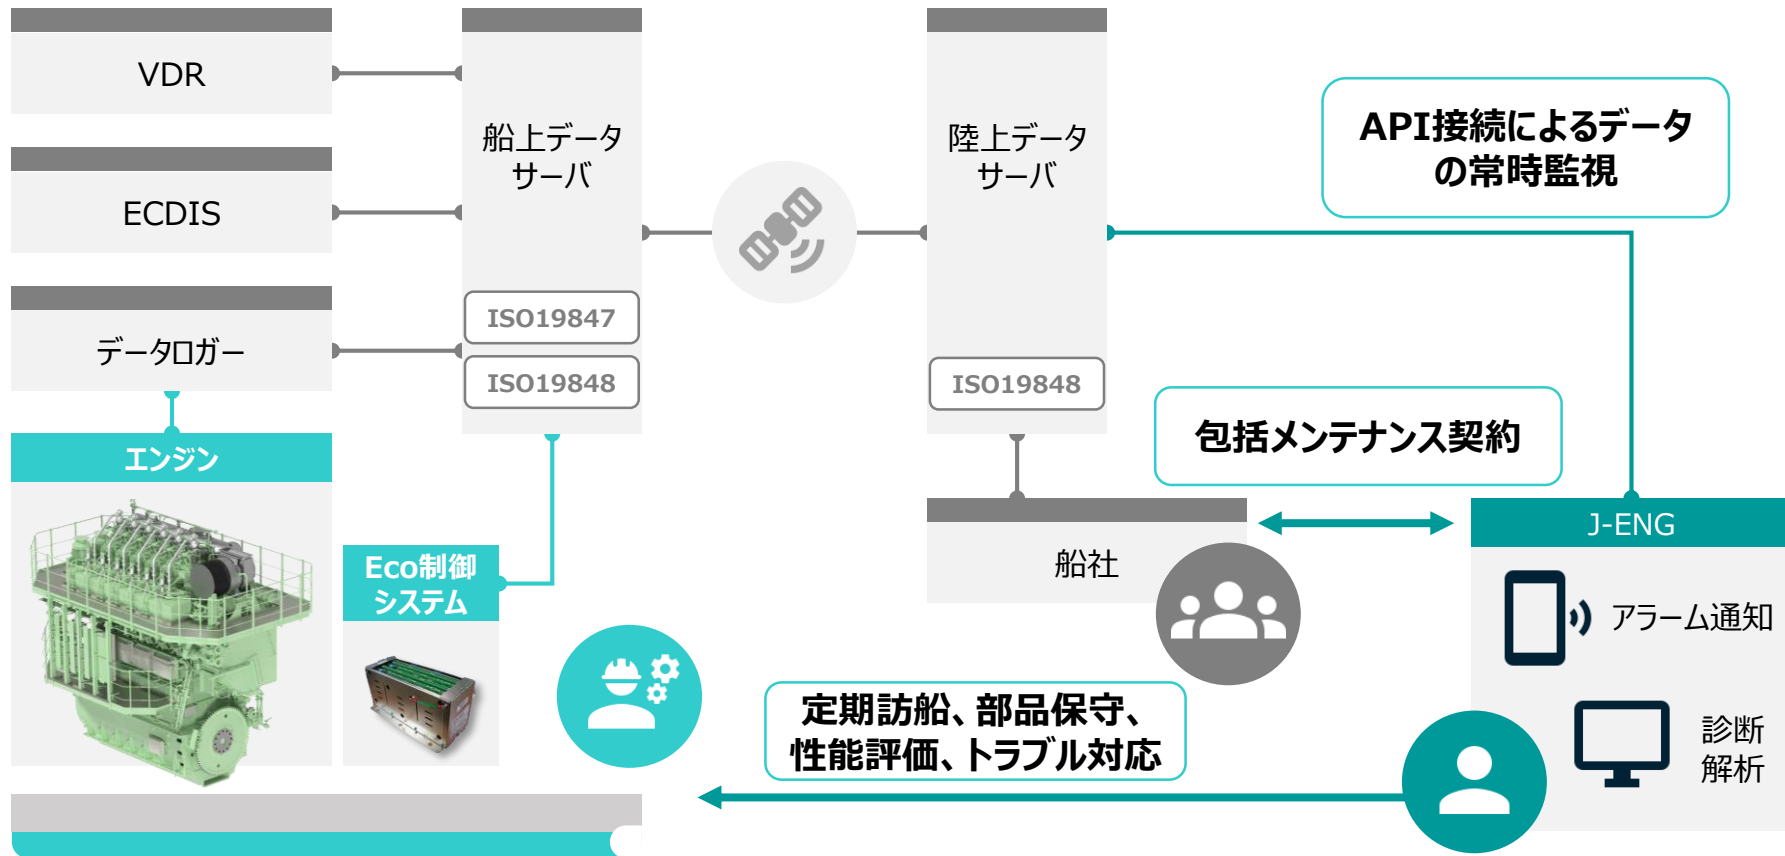 VDR
ECDIS
データロガー
エンジン
Eco制御
システム
船上データ
サーバ
ISO19847
ISO19848
陸上データ
サーバ
ISO19848
船社
API接続によるデータ
の常時監視
包括メンテナンス契約
J-ENG
アラーム通知
診断
解析
定期訪船、部品保守、
性能評価、トラブル対応